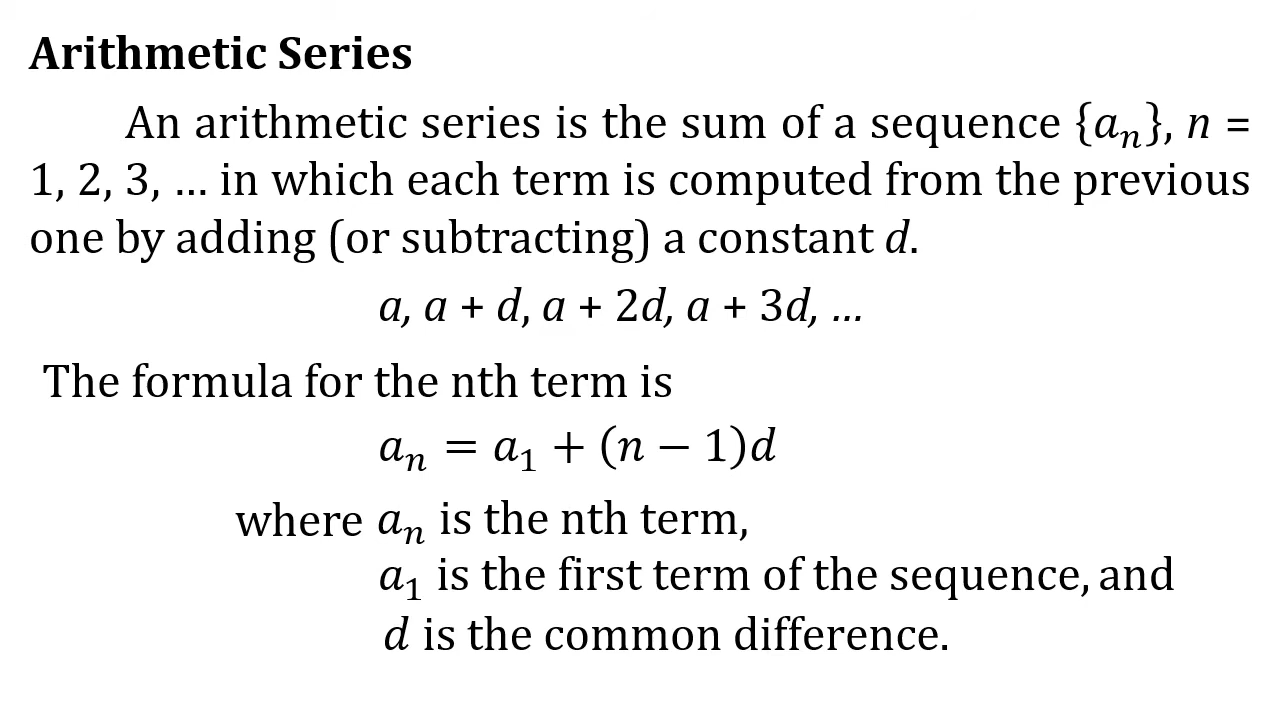 Arithmetic Series
An arithmetic series is the sum of a sequence {aₙ}, n =
1, 2, 3, … in which each term is computed from the previous
one by adding (or subtracting) a constant d.
a, a + d, a + 2d, a + 3d, …
The formula for the nth term is
aₙ = a₁ + (n − 1)d
where aₙ is the nth term,
a₁ is the first term of the sequence, and
d is the common difference.